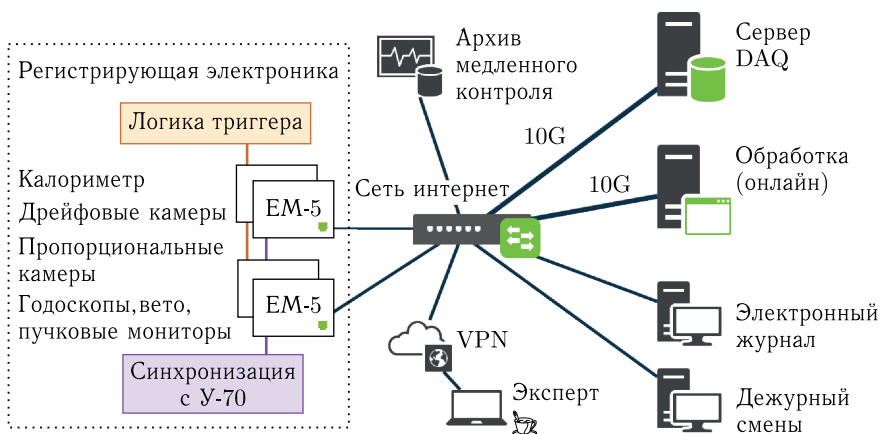 Регистрирующая электроника
Логика триггера
Калориметр
Дрейфовые камеры
Пропорциональные
камеры
Годоскопы,вето,
пучковые мониторы
EM-5
EM-5
Синхронизация
с У-70
Архив
медленного
контроля
Сеть интернет
10G
10G
Сервер
DAQ
Обработка
(онлайн)
Электронный
журнал
Дежурный
смены
VPN
Эксперт